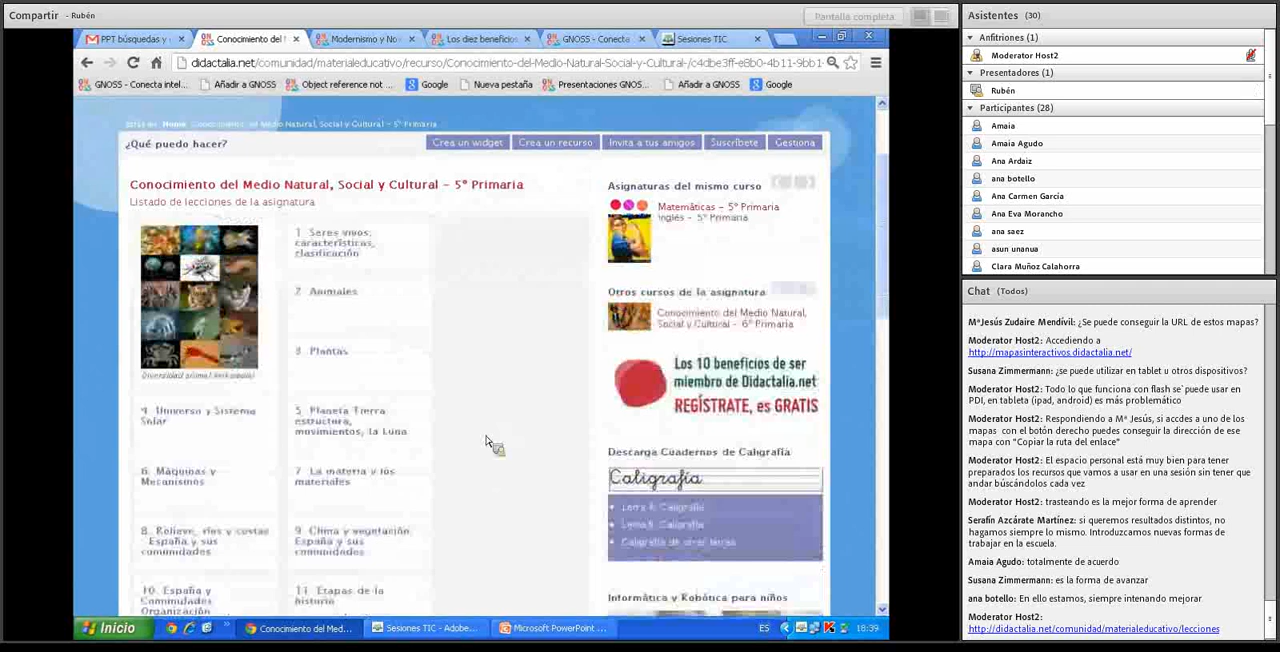 Compartir - Rubén
Pantalla completa
PPT búsquedas y
Conocimiento del
Modernismo y No
Los diez beneficios
GNOSS - Conecta
Sesiones TIC
didactalia.net/comunidad/materialeducativo/recurso/Conocimiento-del-Medio-Natural-Social-y-Cultural-/c4dbe3ff-e8b0-4b11-9bb1-
GNOSS - Conecta intel...
Añadir a GNOSS
Object reference not ...
Google
Nueva pestaña
Presentaciones GNOS...
Añadir a GNOSS
Google
Home Conocimiento del Medio Natural, Social y Cultural - 5º Primaria
¿Qué puedo hacer?
Crea un widget
Crea un recurso
Invita a tus amigos
Suscríbete
Gestiona
Conocimiento del Medio Natural, Social y Cultural - 5º Primaria
Listado de lecciones de la asignatura
1 Seres vivos:
características,
clasificación
2 Animales
3 Plantas
4 Universo y Sistema
Solar
5 Planeta Tierra
estructura,
movimientos, la Luna
6 Máquinas y
Mecanismos
7 La materia y los
materiales
8 Relieve, ríos y costas
España y sus
comunidades
9 Clima y vegetación
España y sus
comunidades
10 España y
Comunidades
Organización
11 Etapas de la
historia
Asignaturas del mismo curso
Matemáticas - 5º Primaria
Inglés - 5º Primaria
Otros cursos de la asignatura
Conocimiento del Medio Natural,
Social y Cultural - 6º Primaria
Los 10 beneficios de ser
miembro de Didactalia.net
REGÍSTRATE, es GRATIS
Descarga Cuadernos de Caligrafía
Caligrafía
Informática y Robótica para niños
Inicio
Conocimiento del Med...
Sesiones TIC - Adobe...
Microsoft PowerPoint ...
ES
18:39
Asistentes (30)
Anfitriones (1)
Moderator Host2
Presentadores (1)
Rubén
Participantes (28)
Amaia
Amaia Agudo
Ana Ardaiz
ana botello
Ana Carmen García
Ana Eva Morancho
ana saez
asun unanua
Clara Muñoz Calahorra
Chat (Todos)
MªJesús Zudaire Mendívil: ¿Se puede conseguir la URL de estos mapas?
Moderator Host2: Accediendo a
http://mapasinteractivos.didactalia.net/
Susana Zimmermann: ¿se puede utilizar en tablet u otros dispositivos?
Moderator Host2: Todo lo que funciona con flash se`puede usar en
PDI, en tableta (ipad, android) es más problemático
Moderator Host2: Respondiendo a Mª Jesús, si accdes a uno de los
mapas con el botón derecho puedes conseguir la dirección de ese
mapa con "Copiar la ruta del enlace"
Moderator Host2: El espacio personal está muy bien para tener
preparados los recursos que vamos a usar en una sesión sin tener que
andar búscándolos cada vez
Moderator Host2: trasteando es la mejor forma de aprender
Serafín Azcárate Martínez: si queremos resultados distintos, no
hagamos siempre lo mismo. Introduzcamos nuevas formas de
trabajar en la escuela.
Amaia Agudo: totalmente de acuerdo
Susana Zimmermann: es la forma de avanzar
ana botello: En ello estamos, siempre intenando mejorar
Moderator Host2:
http://didactalia.net/comunidad/materialeducativo/lecciones